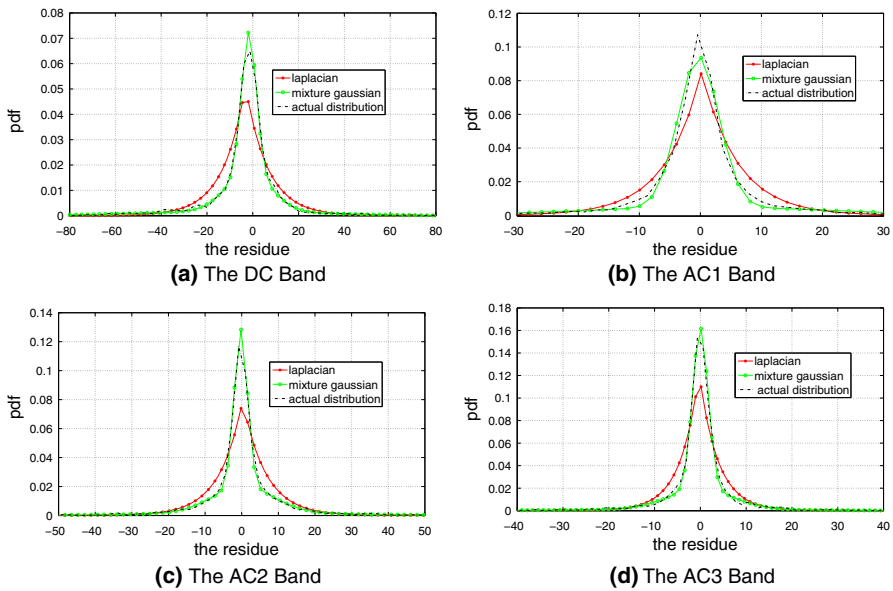 0.08
0.07
0.06
0.05
0.04
0.03
0.02
0.01
0
pdf
laplacian
mixture gaussian
actual distribution
−80 −60 −40 −20 0 20 40 60 80
the residue
(a) The DC Band
0.12
0.1
0.08
0.06
0.04
0.02
0
pdf
laplacian
mixture gaussian
actual distribution
−30 −20 −10 0 10 20 30
the residue
(b) The AC1 Band
0.14
0.12
0.1
0.08
0.06
0.04
0.02
0
pdf
laplacian
mixture gaussian
actual distribution
−50 −40 −30 −20 −10 0 10 20 30 40 50
the residue
(c) The AC2 Band
0.18
0.16
0.14
0.12
0.1
0.08
0.06
0.04
0.02
0
pdf
laplacian
mixture gaussian
actual distribution
−40 −30 −20 −10 0 10 20 30 40
the residue
(d) The AC3 Band